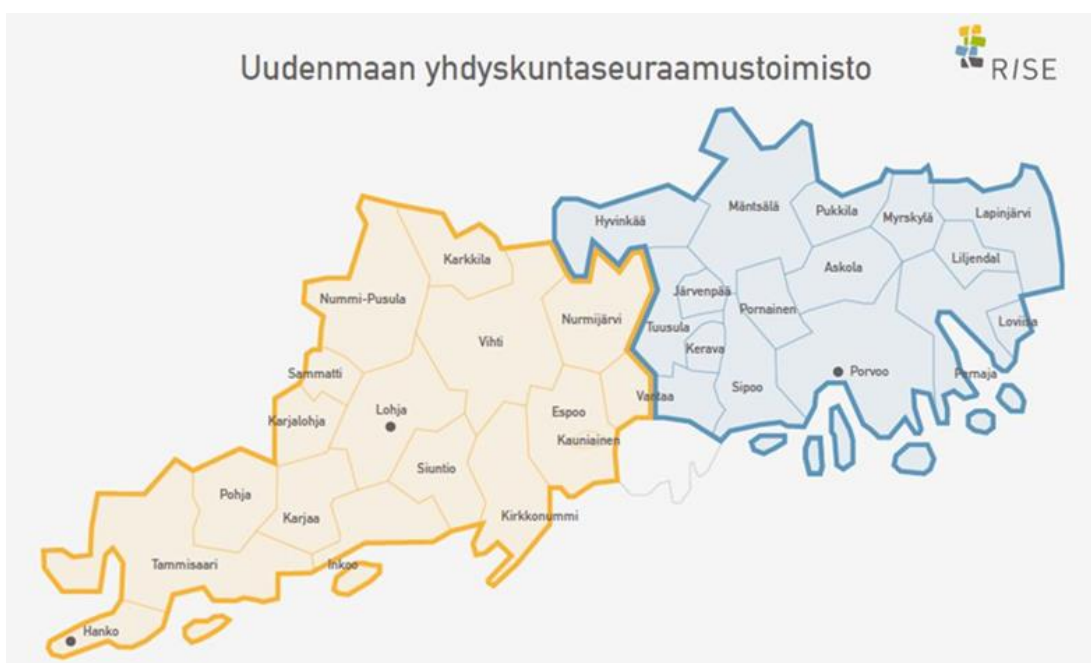 Uudenmaan yhdyskuntaseuraamustoimisto
RISE
Hyvinkää
Mäntsälä
Pukkila
Myrskylä
Lapinjärvi
Karkkila
Askola
Liljendal
Nummi-Pusula
Nurmijärvi
Järvenpää
Pornainen
Loviisa
Vihti
Tuusula
Kerava
Sammatti
Sipoo
Porvoo
Pernaja
Vantaa
Karjalohja
Lohja
Espoo
Kauniainen
Siuntio
Pohja
Karjaa
Kirkkonummi
Tammisaari
Inkoo
Hanko